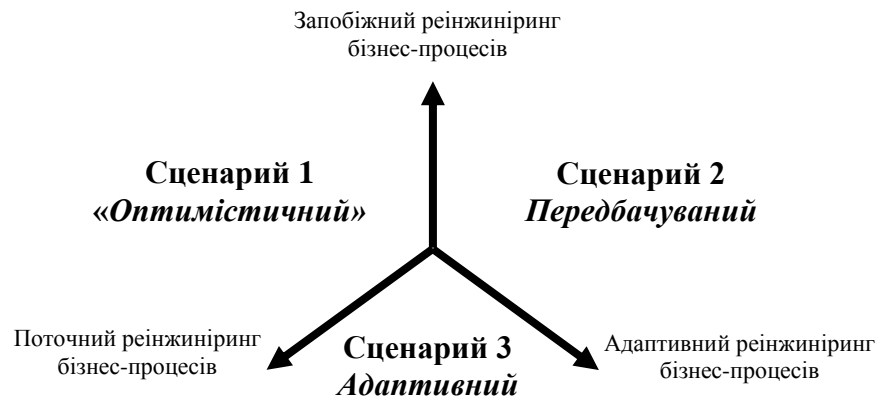 Запобіжний реінжиніринг
бізнес-процесів
Сценарий 1
«Оптимістичний»
Сценарий 2
Передбачуваний
Поточний реінжиніринг
бізнес-процесів
Сценарий 3
Адаптивний
Адаптивний реінжиніринг
бізнес-процесів